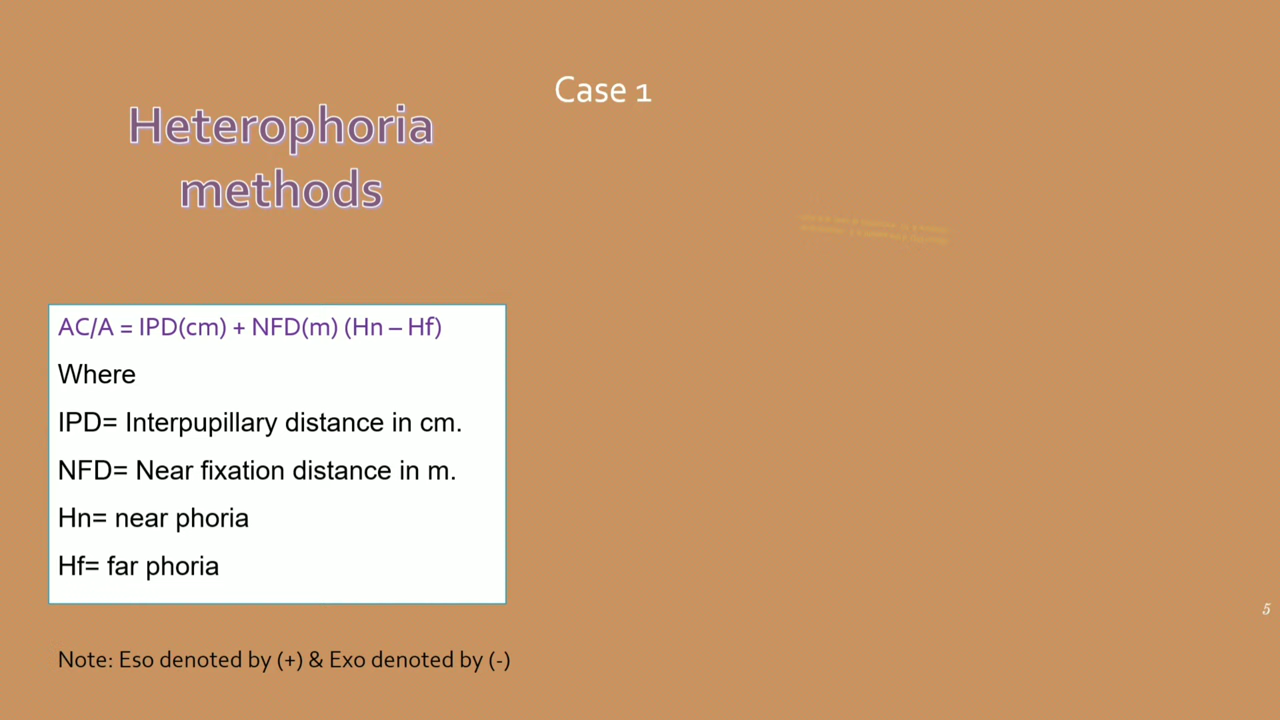 Heterophoria
methods
Case 1
AC/A = IPD(cm) + NFD(m) (Hn – Hf)
Where
IPD= Interpupillary distance in cm.
NFD= Near fixation distance in m.
Hn= near phoria
Hf= far phoria
Note: Eso denoted by (+) & Exo denoted by (-)
5